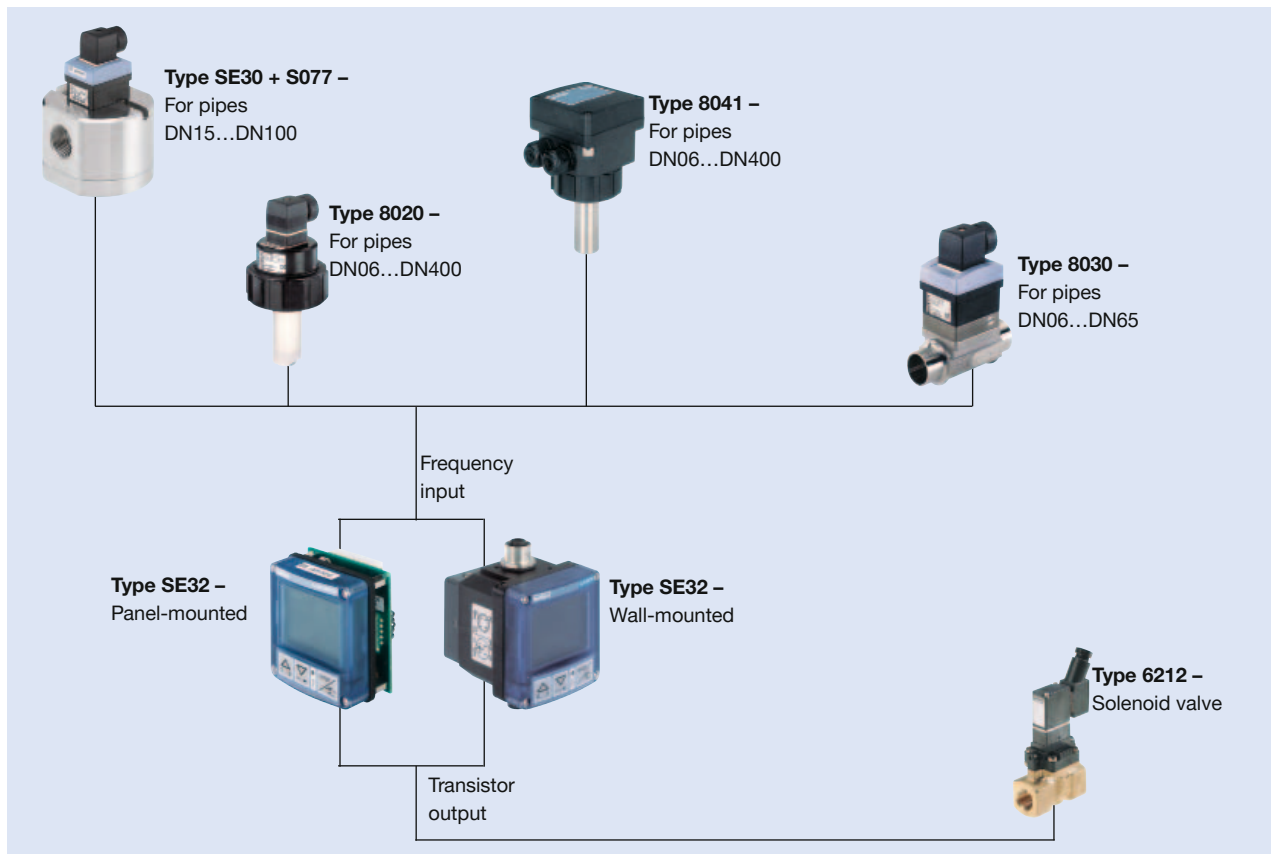 Type SE30 + S077 –
For pipes
DN15…DN100
Type 8041 –
For pipes
DN06…DN400
Type 8020 –
For pipes
DN06…DN400
Type 8030 –
For pipes
DN06…DN65
Frequency
input
Type SE32 –
Panel-mounted
Type SE32 –
Wall-mounted
Type 6212 –
Solenoid valve
Transistor
output